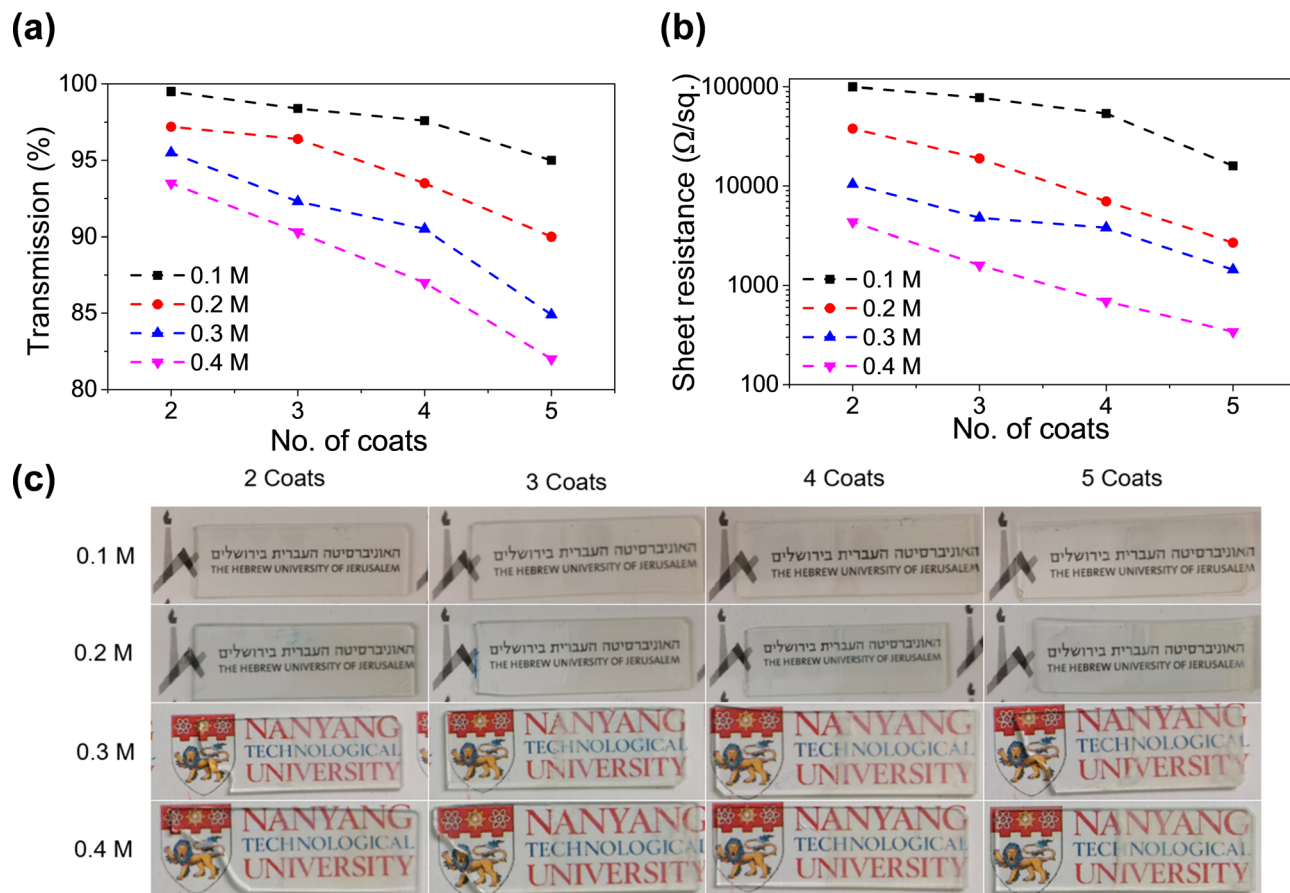 (a)
100
95
90
85
80
Transmission (%)
0.1 M
0.2 M
0.3 M
0.4 M
2 3 4 5
No. of coats
(b)
100000
10000
1000
100
Sheet resistance (Ω/sq.)
0.1 M
0.2 M
0.3 M
0.4 M
2 3 4 5
No. of coats
(c)
2 Coats 3 Coats 4 Coats 5 Coats
0.1 M
האוניברסיטה העברית בירושלים
THE HEBREW UNIVERSITY OF JERUSALEM
האוניברסיטה העברית בירושלים
THE HEBREW UNIVERSITY OF JERUSALEM
האוניברסיטה העברית בירושלים
THE HEBREW UNIVERSITY OF JERUSALEM
האוניברסיטה העברית בירושלים
THE HEBREW UNIVERSITY OF JERUSALEM
0.2 M
האוניברסיטה העברית בירושלים
THE HEBREW UNIVERSITY OF JERUSALEM
האוניברסיטה העברית בירושלים
THE HEBREW UNIVERSITY OF JERUSALEM
האוניברסיטה העברית בירושלים
THE HEBREW UNIVERSITY OF JERUSALEM
האוניברסיטה העברית בירושלים
THE HEBREW UNIVERSITY OF JERUSALEM
0.3 M
NANYANG
TECHNOLOGICAL
UNIVERSITY
NANYANG
TECHNOLOGICAL
UNIVERSITY
NANYANG
TECHNOLOGICAL
UNIVERSITY
NANYANG
TECHNOLOGICAL
UNIVERSITY
0.4 M
NANYANG
TECHNOLOGICAL
UNIVERSITY
NANYANG
TECHNOLOGICAL
UNIVERSITY
NANYANG
TECHNOLOGICAL
UNIVERSITY
NANYANG
TECHNOLOGICAL
UNIVERSITY